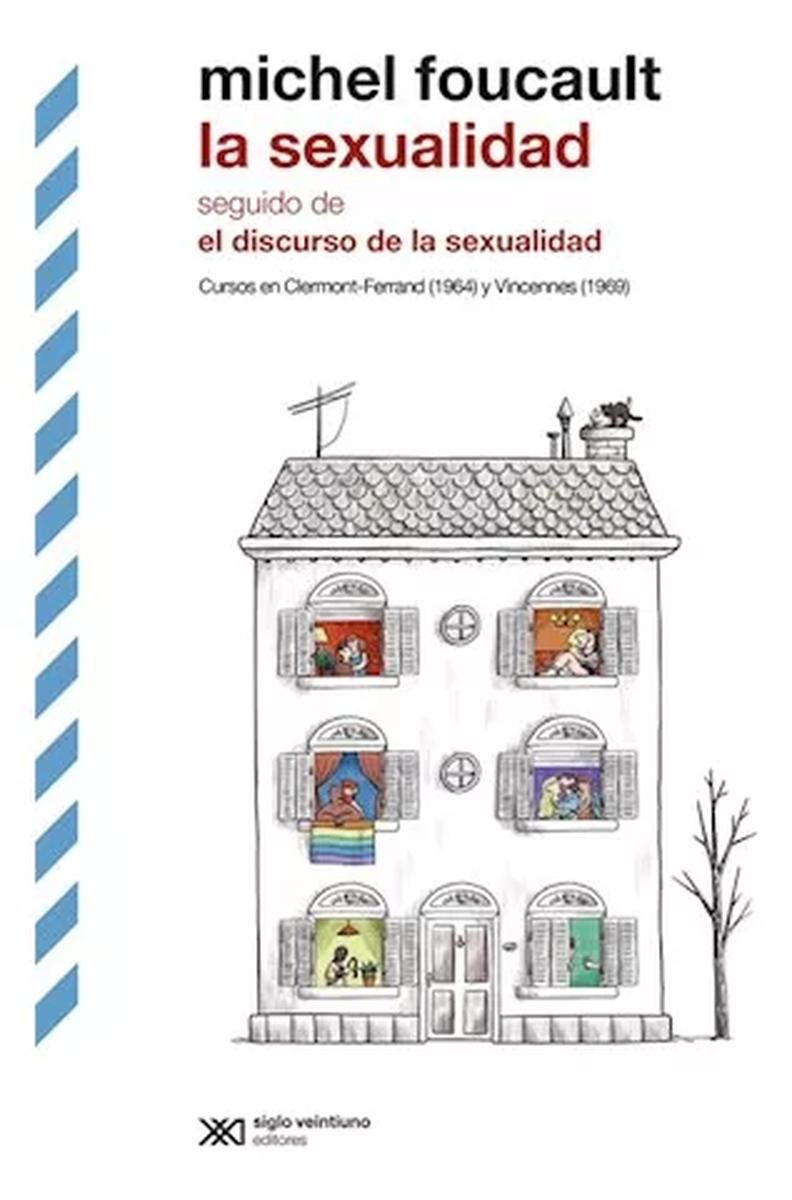 michel foucault
la sexualidad
seguido de
el discurso de la sexualidad
Cursos en Clermont-Ferrand (1964) y Vincennes (1969)
siglo veintiuno
editores